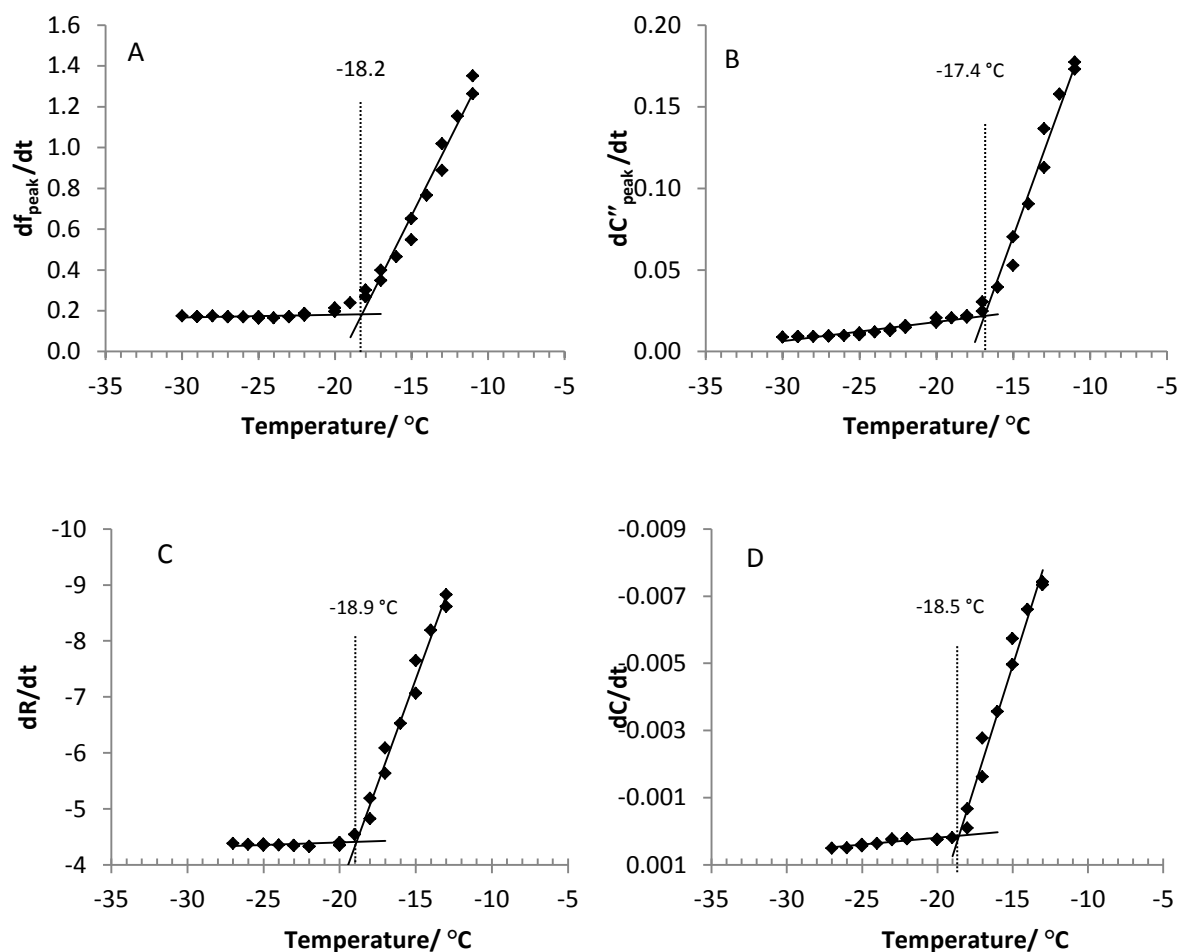 A
-18.2
1.6
1.4
1.2
1.0
0.8
0.6
0.4
0.2
0.0
df peak /dt
-35 -30 -25 -20 -15 -10 -5
Temperature/ °C
B
-17.4 °C
0.20
0.15
0.10
0.05
0.00
dC″ peak /dt
-35 -30 -25 -20 -15 -10 -5
Temperature/ °C
C
-18.9 °C
-10
-9
-8
-7
-6
-5
-4
dR/dt
-35 -30 -25 -20 -15 -10 -5
Temperature/ °C
D
-18.5 °C
-0.009
-0.007
-0.005
-0.003
-0.001
0.001
dC/dt
-35 -30 -25 -20 -15 -10 -5
Temperature/ °C